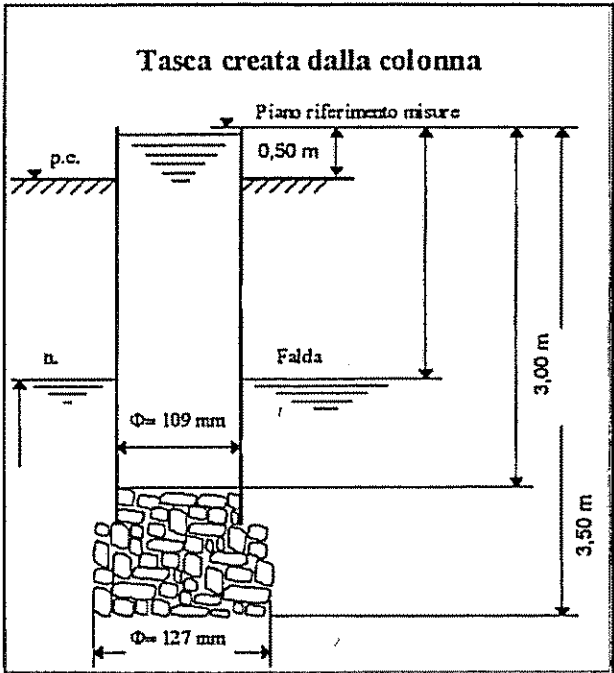 Tasca creata dalla colonna
Piano riferimento misure
0,50 m
p.c.
n.
Falda
Φ= 109 mm
3,00 m
3,50 m
Φ= 127 mm